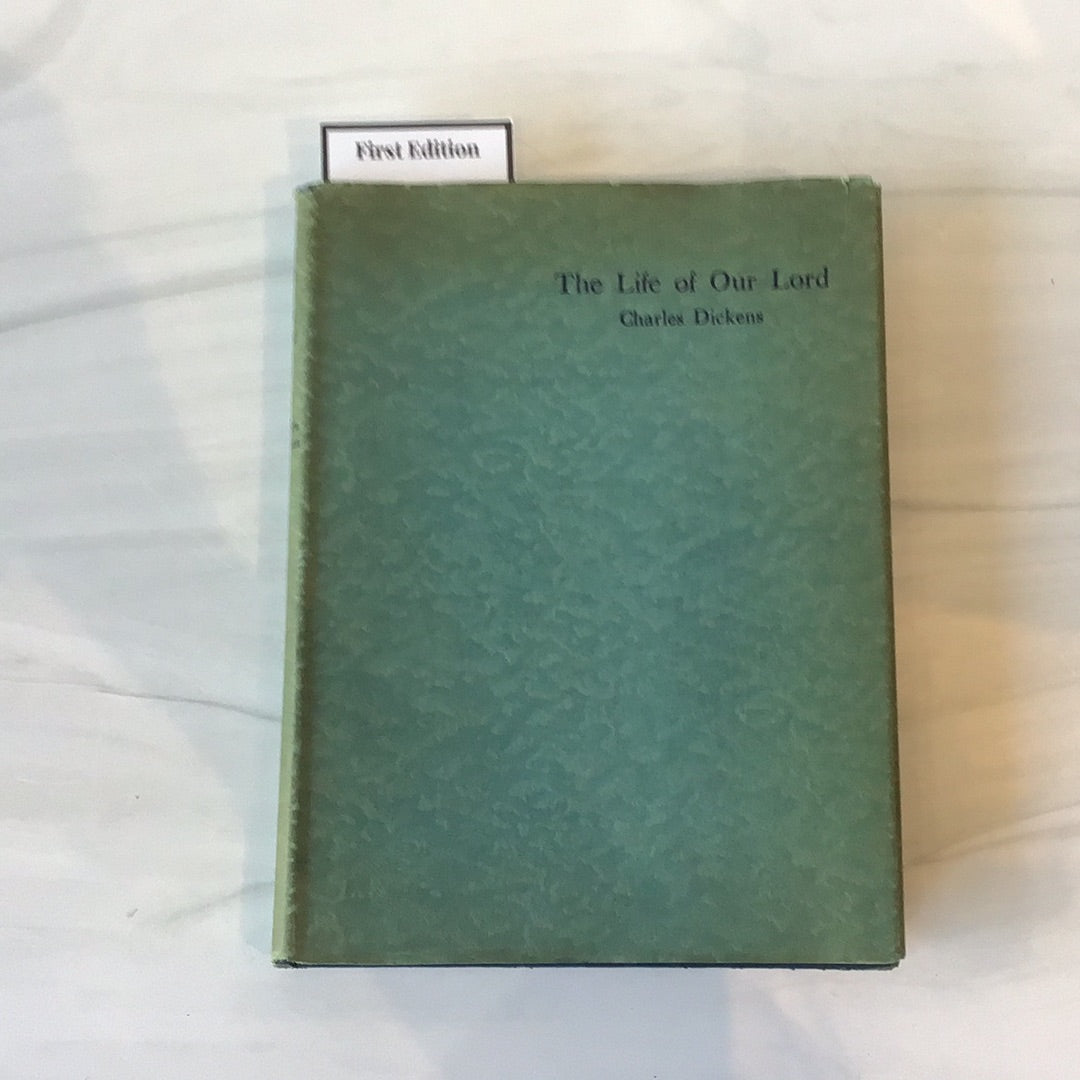 First Edition
The Life of Our Lord
Charles Dickens